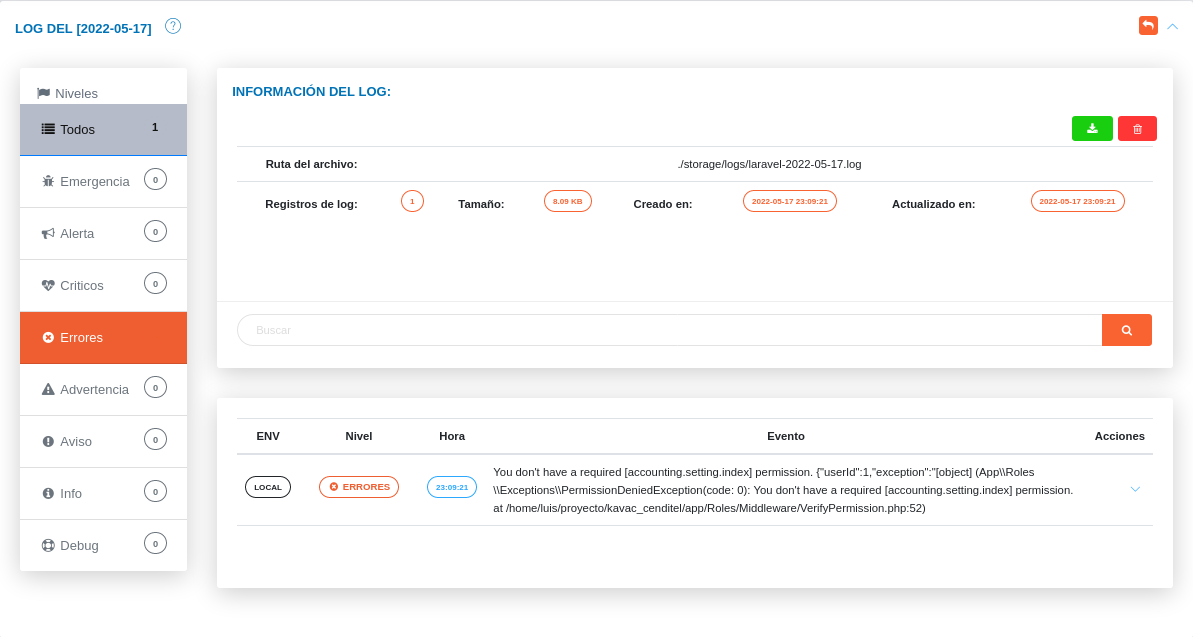 LOG DEL [2022-05-17] ?
Niveles
Todos 1
Emergencia 0
Alerta 0
Criticos 0
Errores
Advertencia 0
Aviso 0
Info 0
Debug 0
INFORMACIÓN DEL LOG:
Ruta del archivo: ./storage/logs/laravel-2022-05-17.log
Registros de log: 1 Tamaño: 8.09 KB Creado en: 2022-05-17 23:09:21 Actualizado en: 2022-05-17 23:09:21
Buscar
ENV Nivel Hora Evento Acciones
LOCAL ERRORES 23:09:21
You don't have a required [accounting.setting.index] permission. {"userId":1,"exception":"[object] (App\\Roles
\\Exceptions\\PermissionDeniedException(code: 0): You don't have a required [accounting.setting.index] permission.
at /home/luis/proyecto/kavac_cenditel/app/Roles/Middleware/VerifyPermission.php:52)